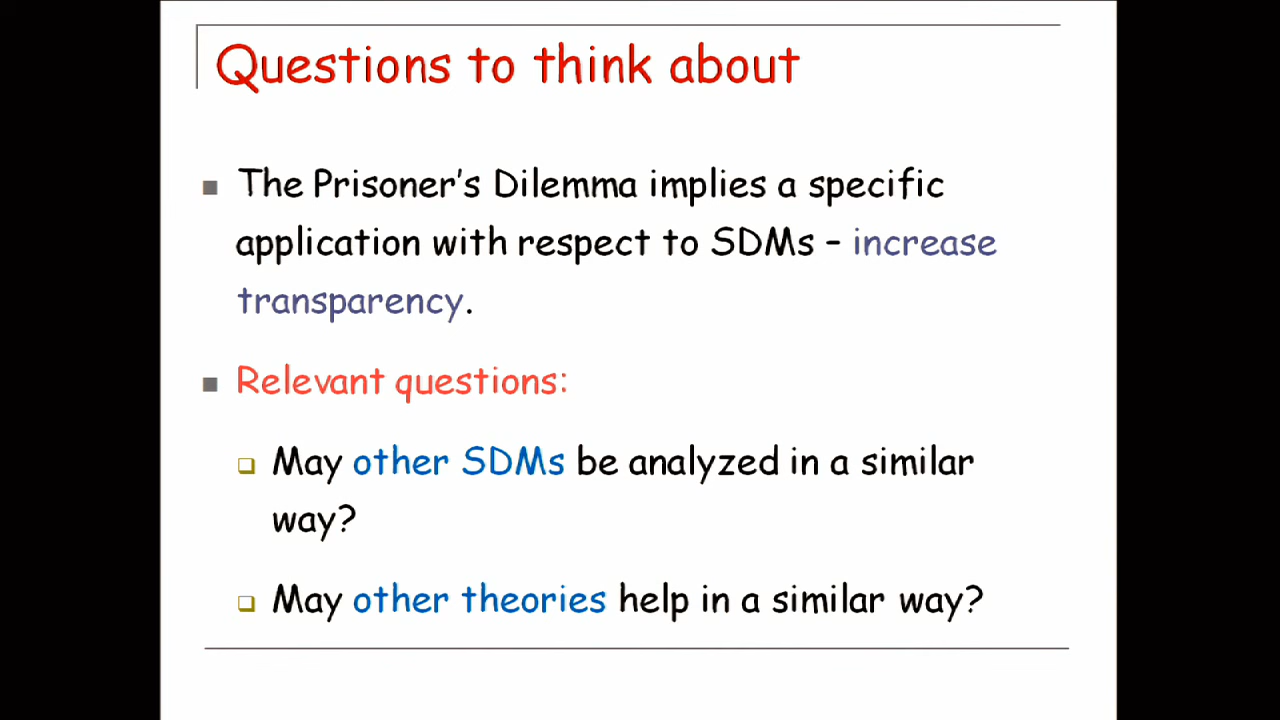 Questions to think about
The Prisoner's Dilemma implies a specific
application with respect to SDMs – increase
transparency.
Relevant questions:
May other SDMs be analyzed in a similar
way?
May other theories help in a similar way?